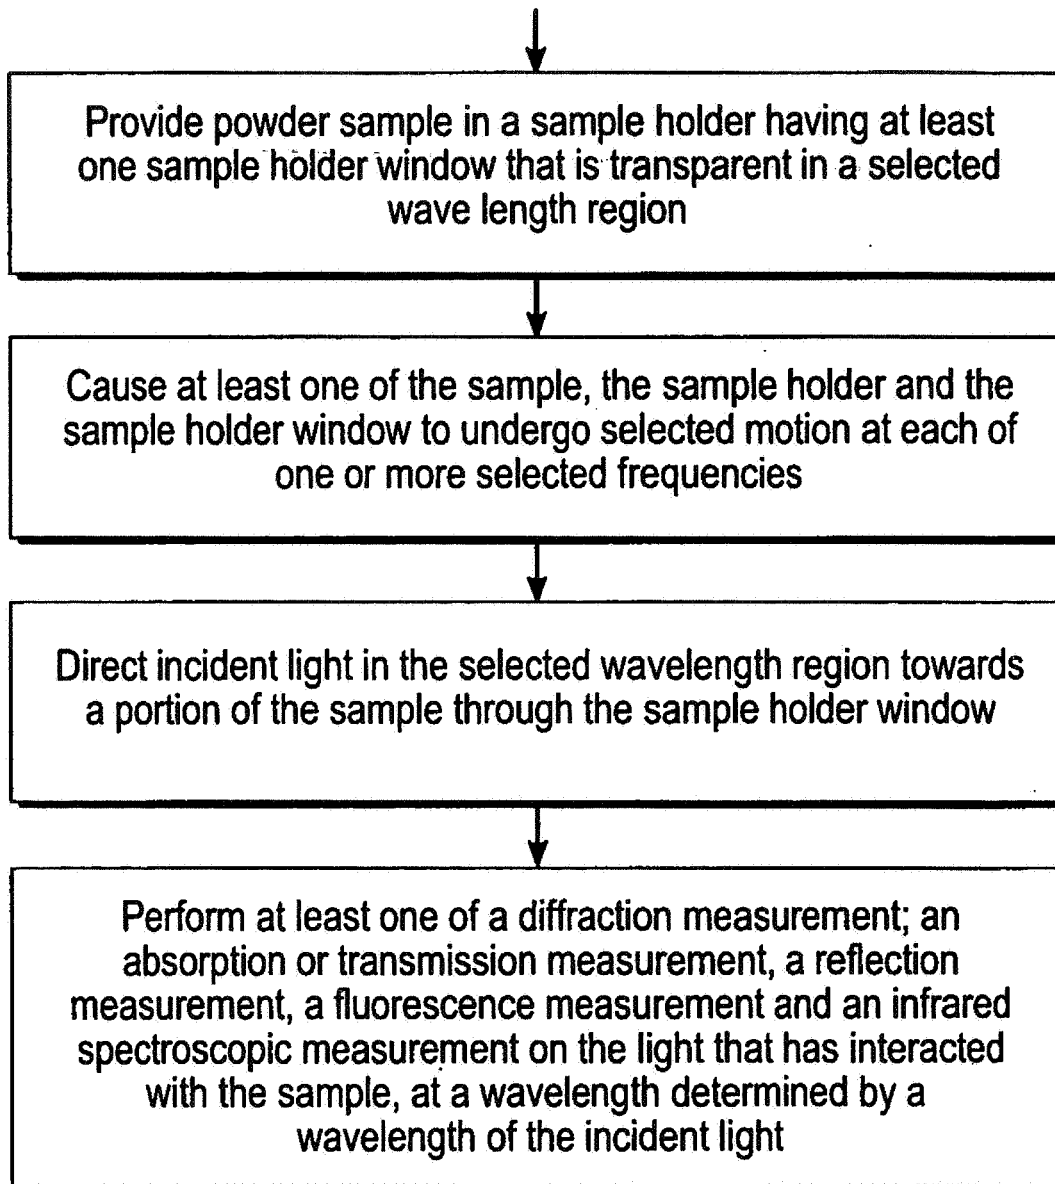 Provide powder sample in a sample holder having at least
one sample holder window that is transparent in a selected
wave length region
Cause at least one of the sample, the sample holder and the
sample holder window to undergo selected motion at each of
one or more selected frequencies
Direct incident light in the selected wavelength region towards
a portion of the sample through the sample holder window
Perform at least one of a diffraction measurement; an
absorption or transmission measurement, a reflection
measurement, a fluorescence measurement and an infrared
spectroscopic measurement on the light that has interacted
with the sample, at a wavelength determined by a
wavelength of the incident light